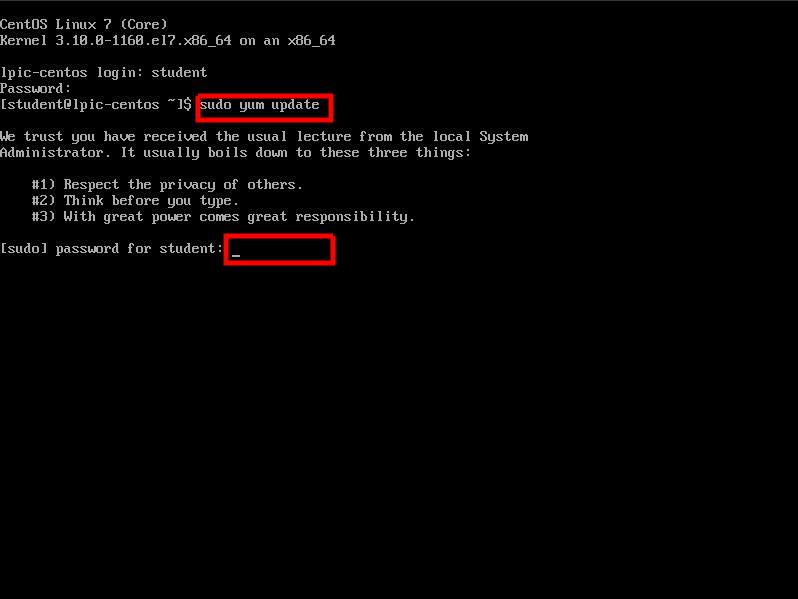 CentOS Linux 7 (Core)
Kernel 3.10.0-1160.el7.x86_64 on an x86_64
lpic-centos login: student
Password:
[student@lpic-centos ~]$ sudo yum update
We trust you have received the usual lecture from the local System
Administrator. It usually boils down to these three things:
#1) Respect the privacy of others.
#2) Think before you type.
#3) With great power comes great responsibility.
[sudo] password for student: _